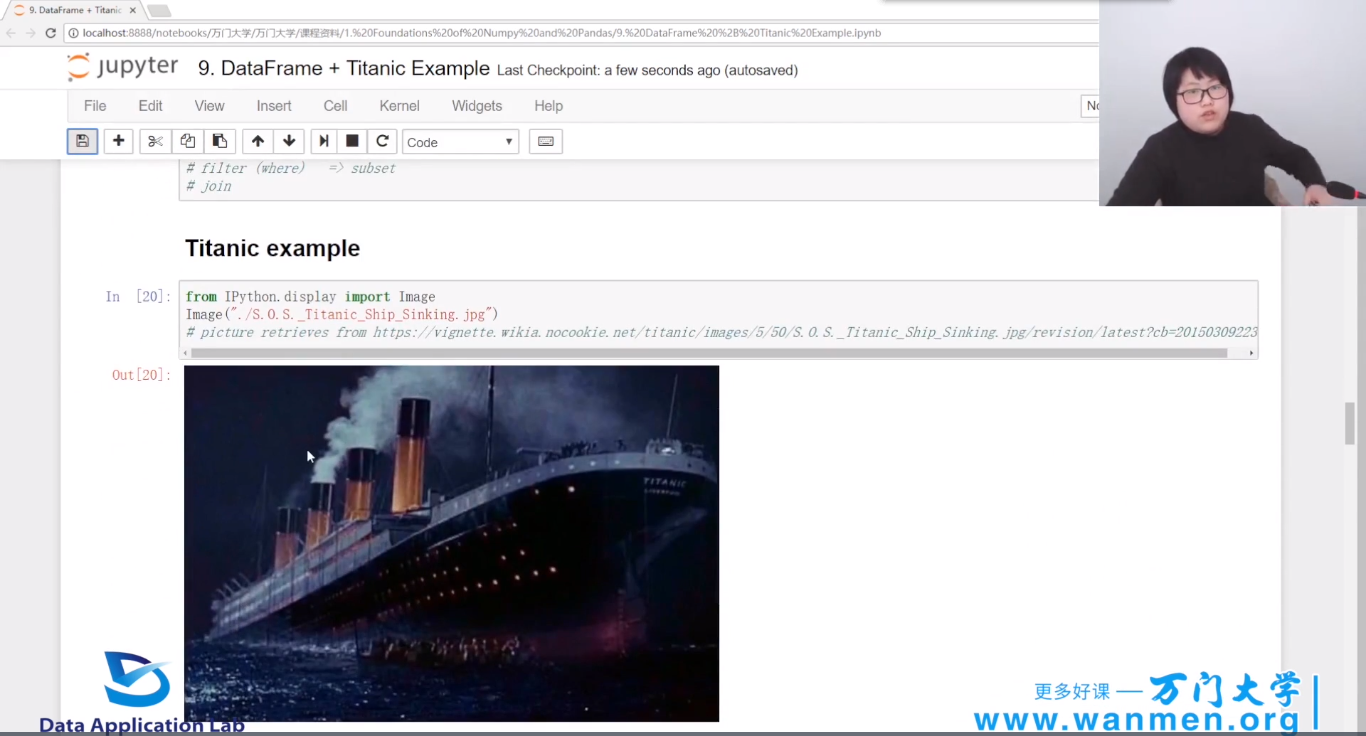 9. DataFrame + Titanic
localhost:8888/notebooks/万门大学/万门大学/课程资料/1.%20Foundations%20of%20Numpy%20and%20Pandas/9.%20DataFrame%20%2B%20Titanic%20Example.ipynb
jupyter 9. DataFrame + Titanic Example Last Checkpoint: a few seconds ago (autosaved)
File Edit View Insert Cell Kernel Widgets Help
Code
# filter (where) => subset
# join
Titanic example
In [20]: from IPython.display import Image
Image("./S.O.S._Titanic_Ship_Sinking.jpg")
# picture retrieves from https://vignette.wikia.nocookie.net/titanic/images/5/50/S.O.S._Titanic_Ship_Sinking.jpg/revision/latest?cb=20150309223
Out[20]:
TITANIC
LIVERPOOL
更多好课 — 万门大学
www.wanmen.org
Data Application Lab